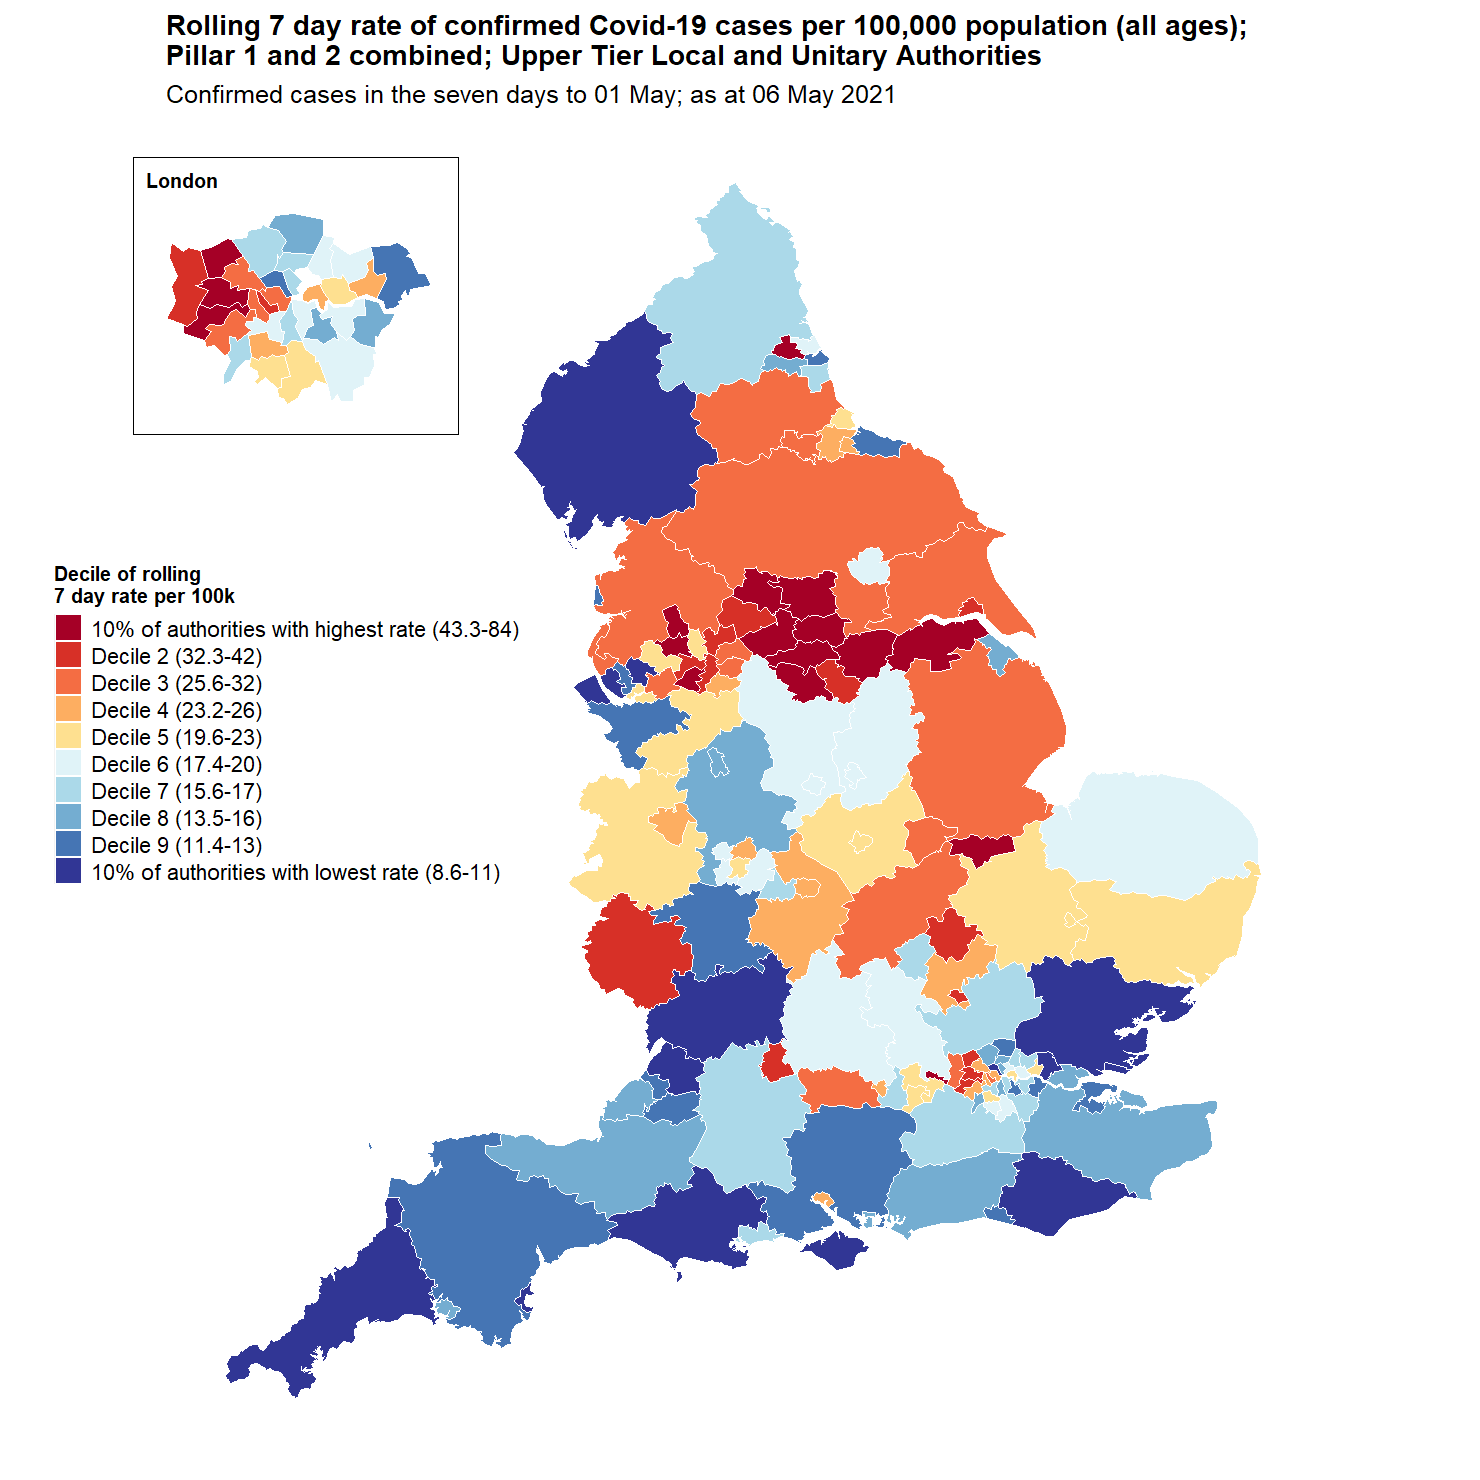 Rolling 7 day rate of confirmed Covid-19 cases per 100,000 population (all ages);
Pillar 1 and 2 combined; Upper Tier Local and Unitary Authorities
Confirmed cases in the seven days to 01 May; as at 06 May 2021
London
Decile of rolling
7 day rate per 100k
10% of authorities with highest rate (43.3-84)
Decile 2 (32.3-42)
Decile 3 (25.6-32)
Decile 4 (23.2-26)
Decile 5 (19.6-23)
Decile 6 (17.4-20)
Decile 7 (15.6-17)
Decile 8 (13.5-16)
Decile 9 (11.4-13)
10% of authorities with lowest rate (8.6-11)